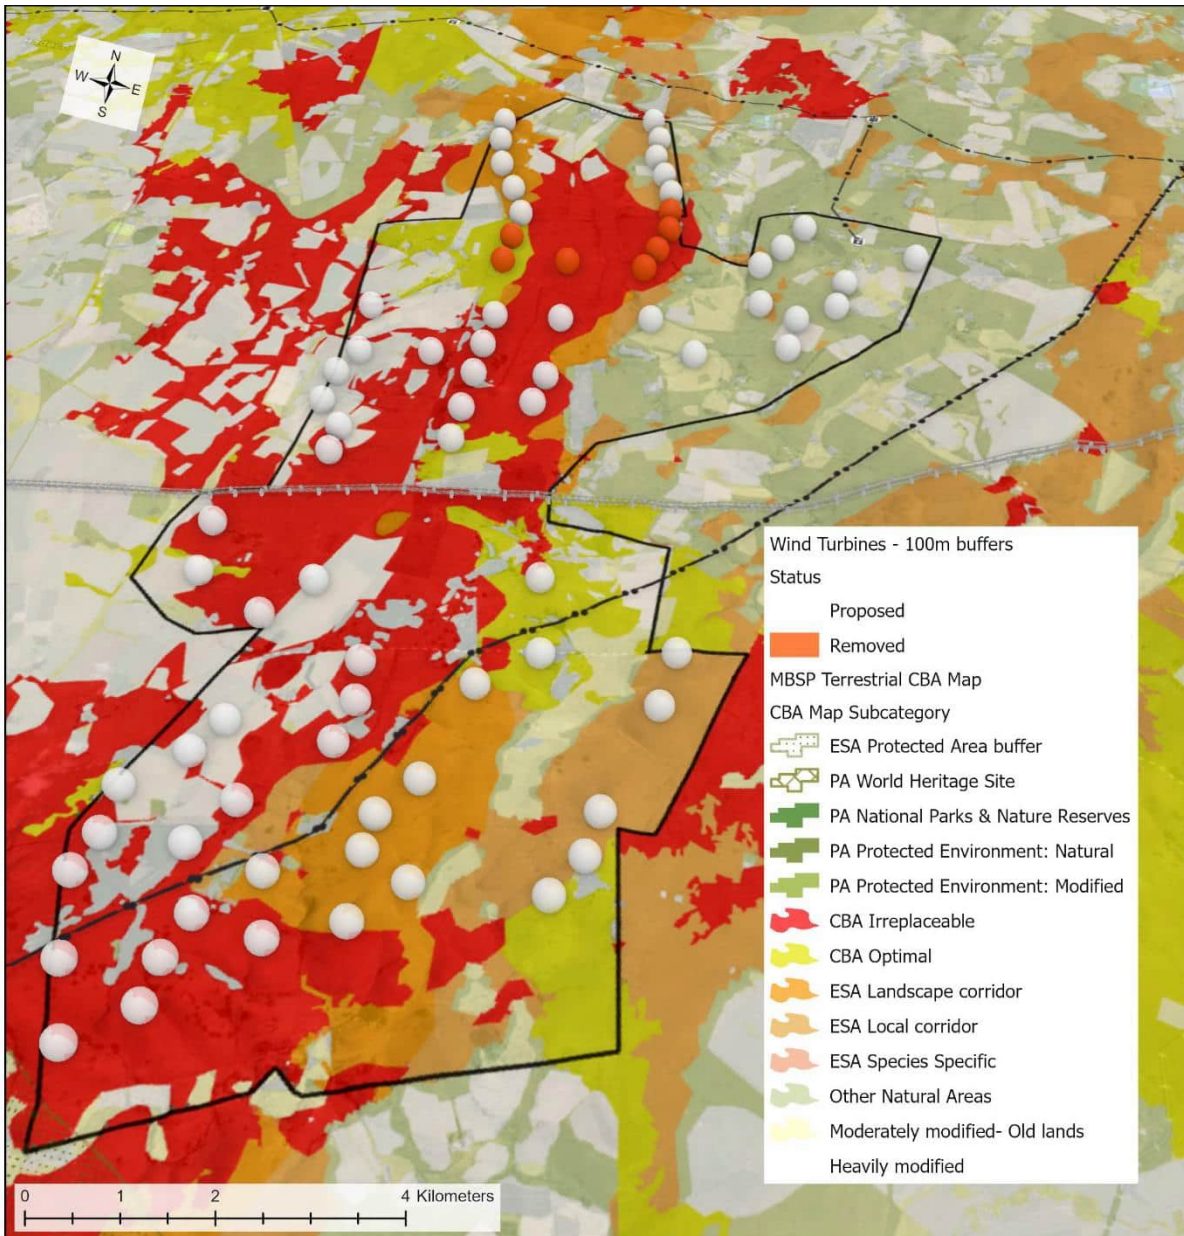 N
W
E
S
Wind Turbines - 100m buffers
Status
Proposed
Removed
MBSP Terrestrial CBA Map
CBA Map Subcategory
ESA Protected Area buffer
PA World Heritage Site
PA National Parks & Nature Reserves
PA Protected Environment: Natural
PA Protected Environment: Modified
CBA Irreplaceable
CBA Optimal
ESA Landscape corridor
ESA Local corridor
ESA Species Specific
Other Natural Areas
Moderately modified- Old lands
Heavily modified
0 1 2 4 Kilometers